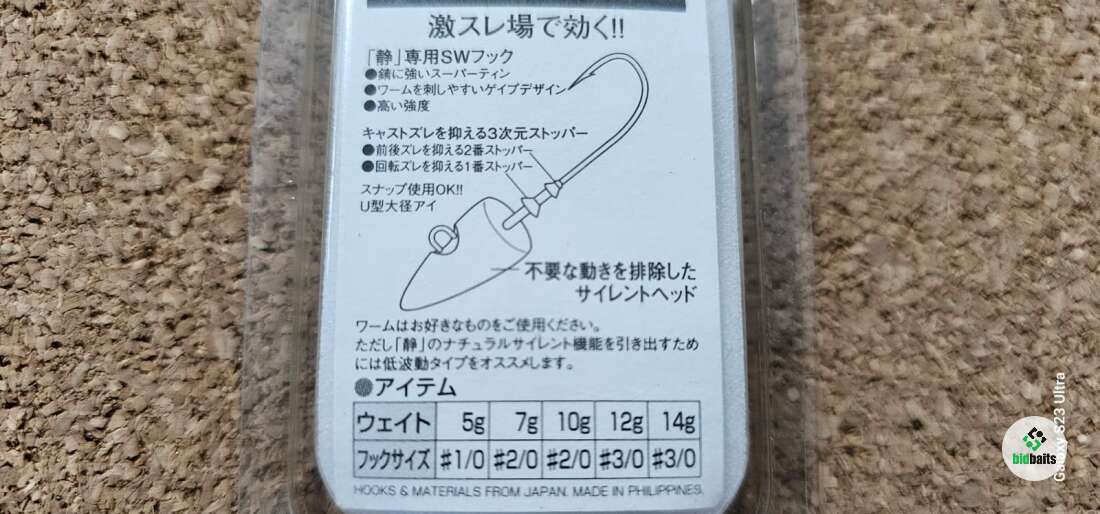 激スレ場で効く!!
「静」専用SWフック
●錆に強いスーパーティン
●ワームを刺しやすいゲイプデザイン
●高い強度
キャストズレを抑える3次元ストッパー
●前後ズレを抑える2番ストッパー
●回転ズレを抑える1番ストッパー
スナップ使用OK!!
U型大径アイ
不要な動きを排除した
サイレントヘッド
ワームはお好きなものをご使用ください。
ただし「静」のナチュラルサイレント機能を引き出すため
には低波動タイプをオススメします。
●アイテム
ウェイト 5g 7g 10g 12g 14g
フックサイズ #1/0 #2/0 #2/0 #3/0 #3/0
HOOKS & MATERIALS FROM JAPAN. MADE IN PHILIPPINES.
bidbaits
Galaxy S23 Ultra